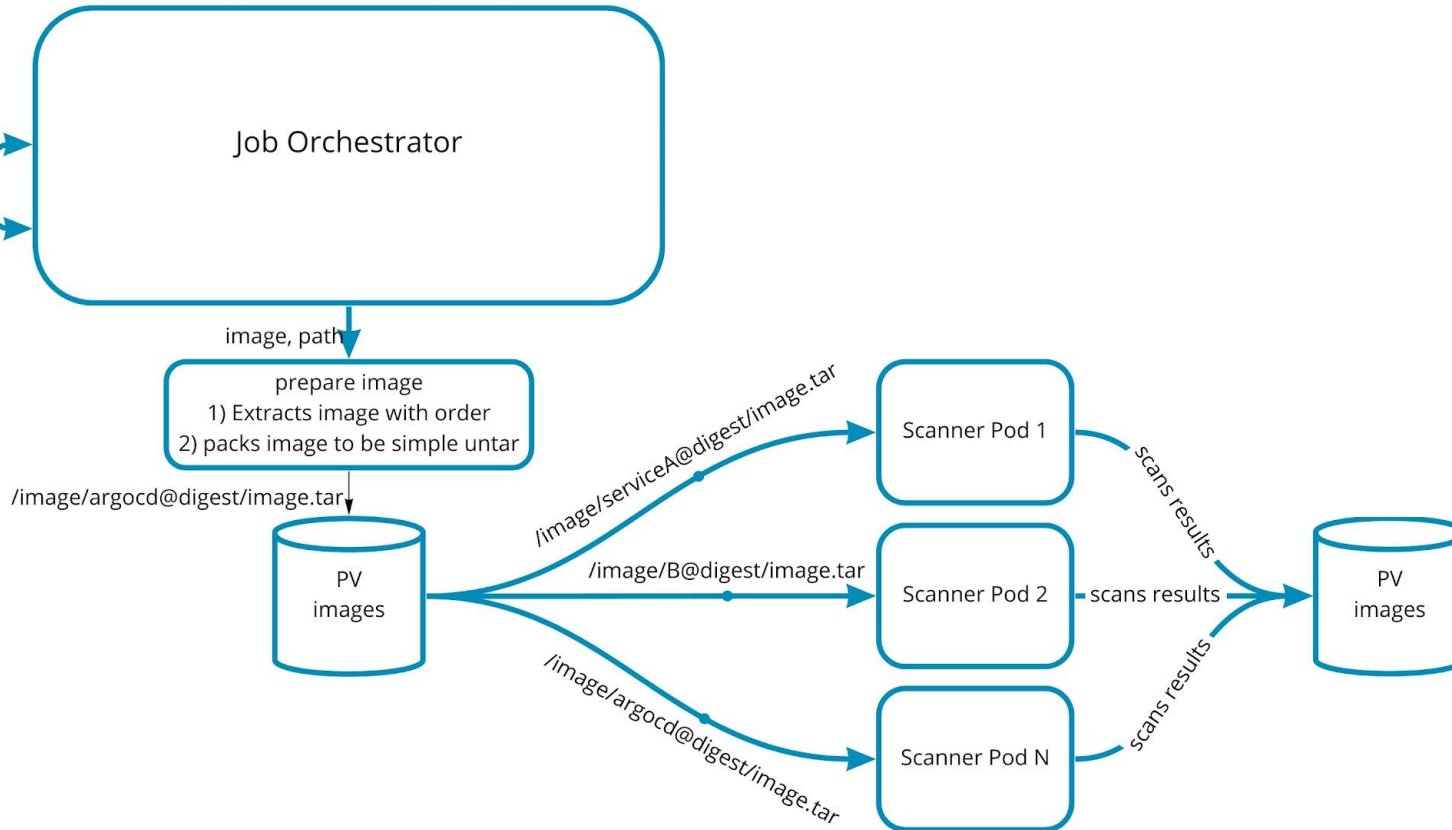 Job Orchestrator
image, path
prepare image
1) Extracts image with order
2) packs image to be simple untar
/image/argocd@digest/image.tar
PV
images
/image/serviceA@digest/image.tar
/image/B@digest/image.tar
/image/argocd@digest/image.tar
Scanner Pod 1
Scanner Pod 2
Scanner Pod N
scans results
scans results
scans results
PV
images